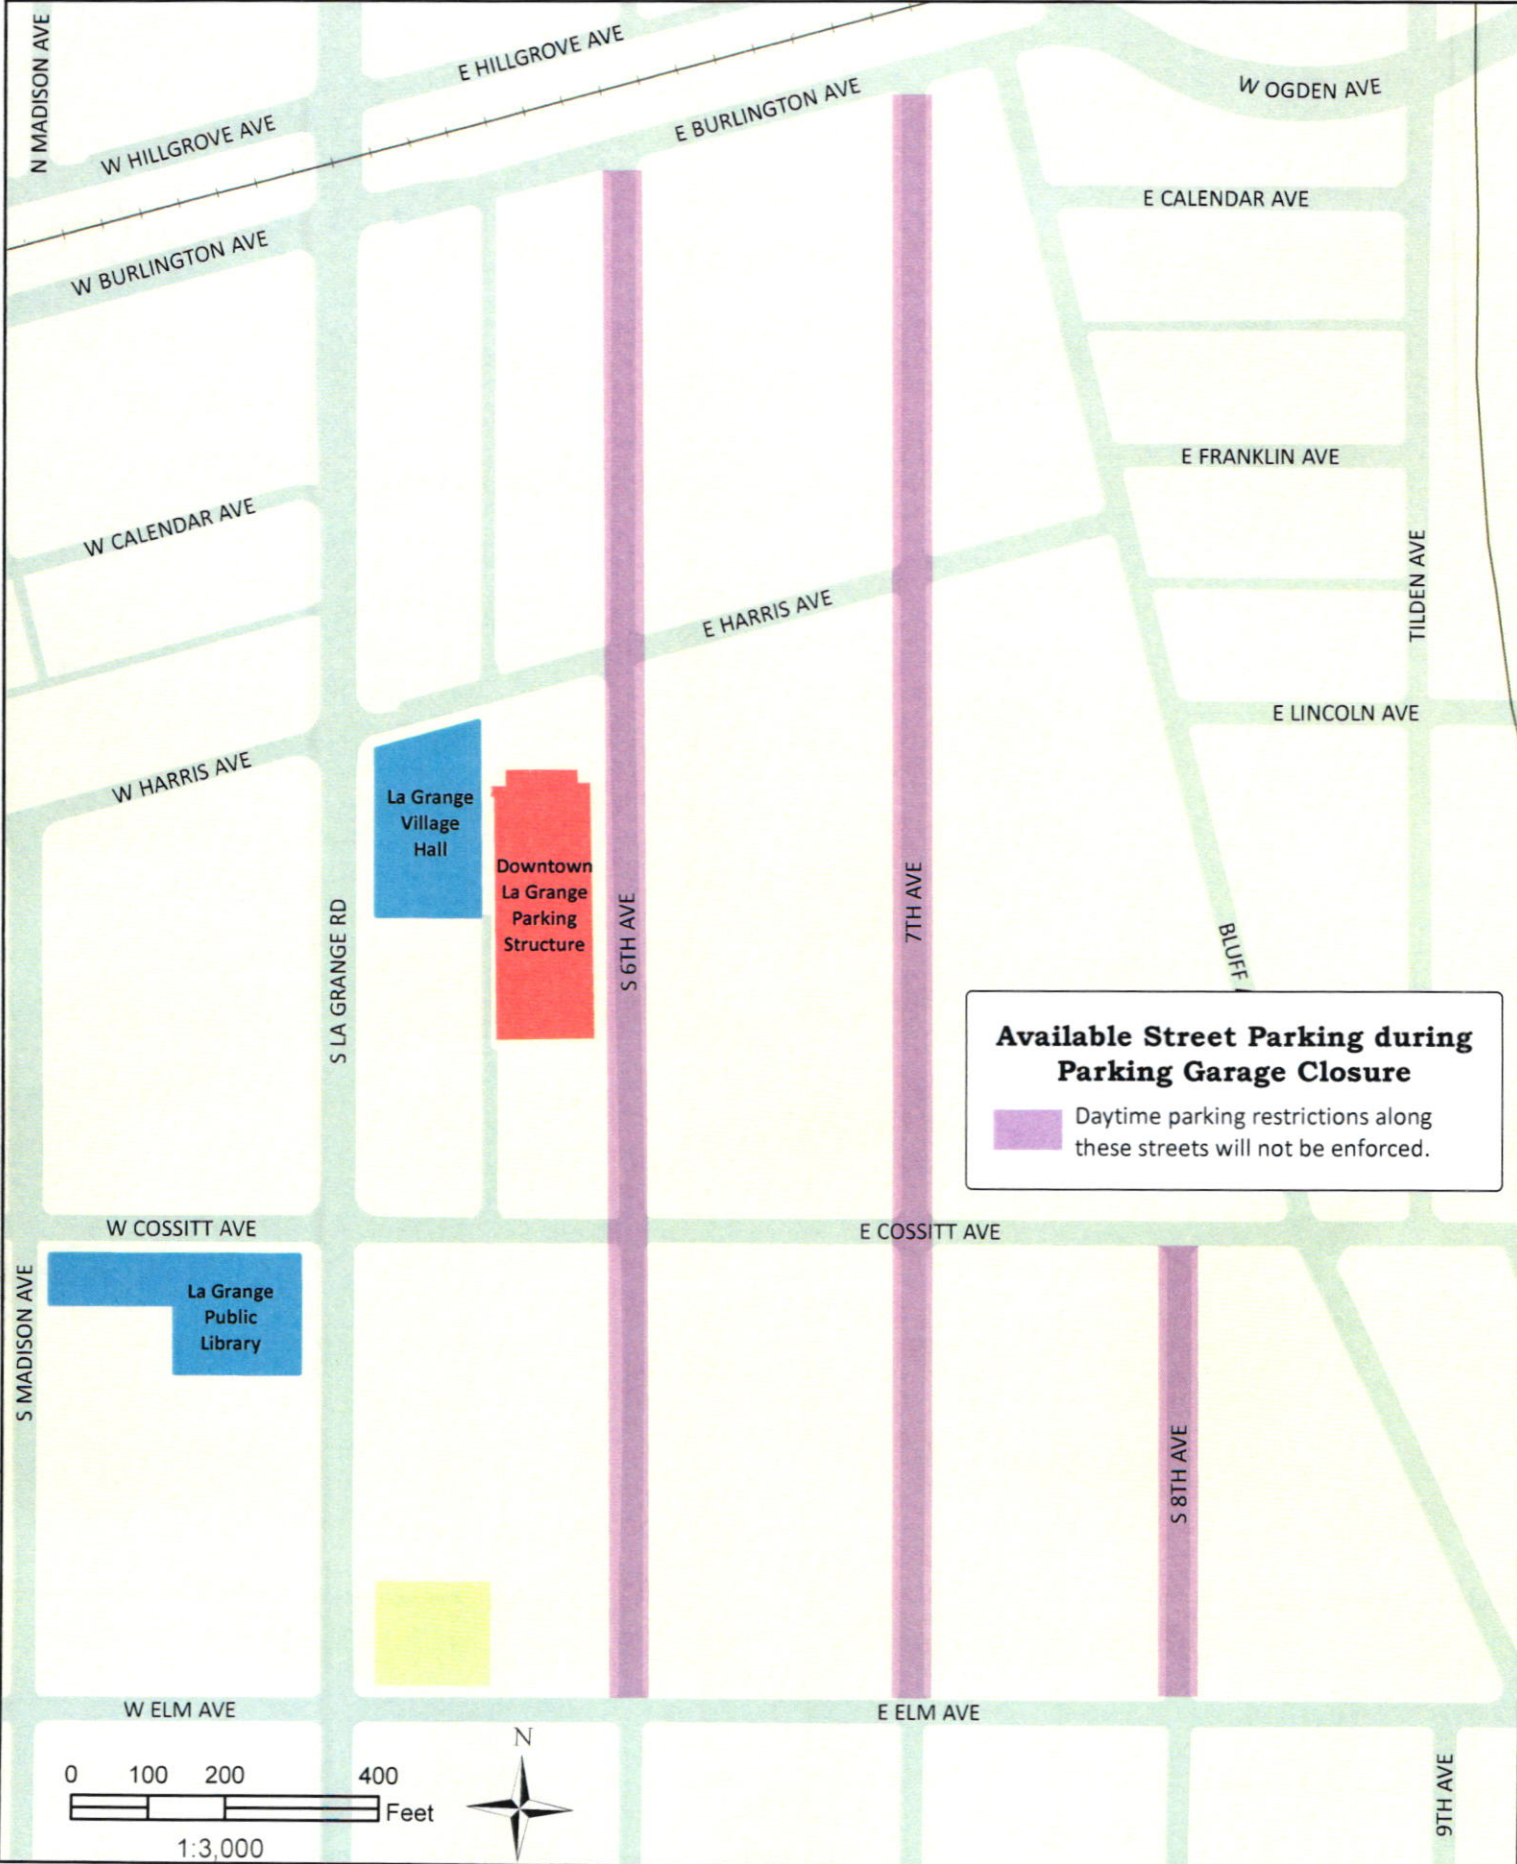 N MADISON AVE
E HILLGROVE AVE
W HILLGROVE AVE
E BURLINGTON AVE
W OGDEN AVE
E CALENDAR AVE
W BURLINGTON AVE
E FRANKLIN AVE
W CALENDAR AVE
TILDEN AVE
E HARRIS AVE
E LINCOLN AVE
W HARRIS AVE
La Grange
Village
Hall
Downtown
La Grange
Parking
Structure
S LA GRANGE RD
S 6TH AVE
7TH AVE
BLUFF
Available Street Parking during
Parking Garage Closure
Daytime parking restrictions along
these streets will not be enforced.
W COSSITT AVE
E COSSITT AVE
La Grange
Public
Library
S MADISON AVE
S 8TH AVE
W ELM AVE
E ELM AVE
N
0 100 200 400
Feet
1:3,000
9TH AVE